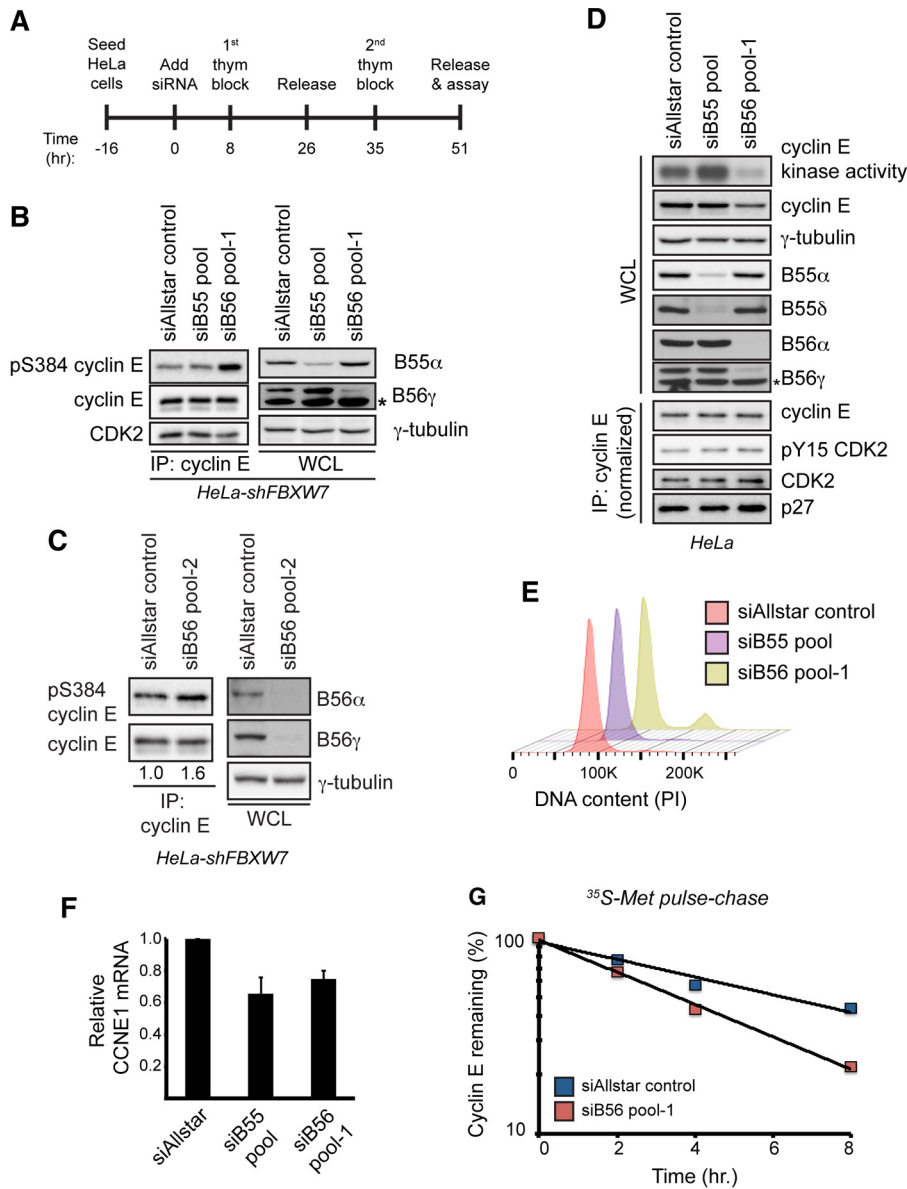 A
Seed
HeLa
cells
Add
siRNA
1st
thym
block
Release
2nd
thym
block
Release
& assay
Time
(hr):
-16
0
8
26
35
51
B
siAllstar control
siB55 pool
siB56 pool-1
siAllstar control
siB55 pool
siB56 pool-1
pS384 cyclin E
cyclin E
CDK2
B55α
* B56γ
γ-tubulin
IP: cyclin E
WCL
HeLa-shFBXW7
C
siAllstar control
siB56 pool-2
siAllstar control
siB56 pool-2
pS384
cyclin E
cyclin E
1.0
1.6
IP:
cyclin E
B56α
B56γ
γ-tubulin
WCL
HeLa-shFBXW7
D
siAllstar control
siB55 pool
siB56 pool-1
WCL
cyclin E
kinase activity
cyclin E
γ-tubulin
B55α
B55δ
B56α
*B56γ
IP: cyclin E
(normalized)
cyclin E
pY15 CDK2
CDK2
p27
HeLa
E
siAllstar control
siB55 pool
siB56 pool-1
0
100K
200K
DNA content (PI)
F
Relative
CCNE1 mRNA
1.0
0.8
0.6
0.4
0.2
siAllstar
siB55
pool
siB56
pool-1
G
35S-Met pulse-chase
Cyclin E remaining (%)
100
10
siAllstar control
siB56 pool-1
0
2
4
6
8
Time (hr.)